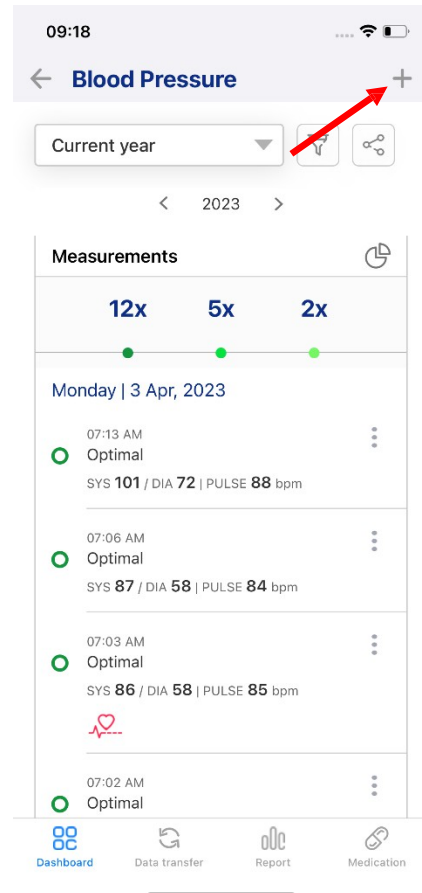 09:18
Blood Pressure
Current year
2023
Measurements
12x 5x 2x
Monday | 3 Apr, 2023
07:13 AM
Optimal
SYS 101 / DIA 72 | PULSE 88 bpm
07:06 AM
Optimal
SYS 87 / DIA 58 | PULSE 84 bpm
07:03 AM
Optimal
SYS 86 / DIA 58 | PULSE 85 bpm
07:02 AM
Optimal
Dashboard Data transfer Report Medication